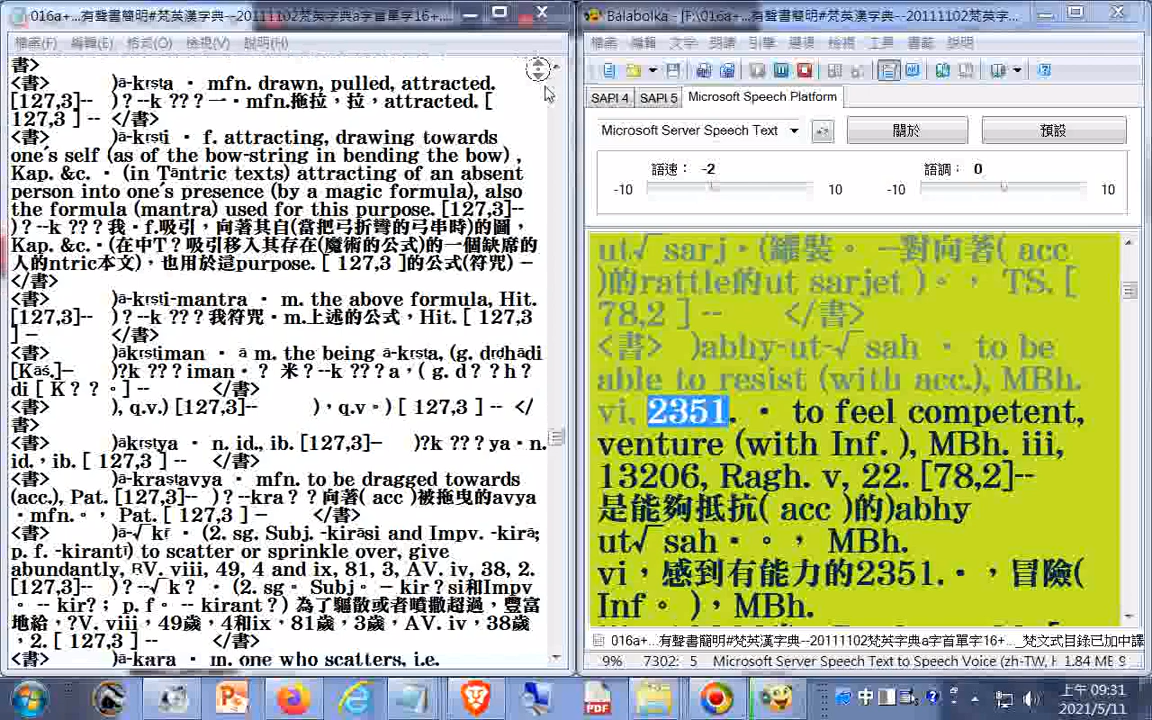 016a+...有聲書簡明#梵英漢字典--20111102梵英字典a字首單字16+...
檔案(F) 編輯(E) 格式(O) 檢視(V) 說明(H)
書>
<書> )ā-kṛṣṭa · mfn. drawn, pulled, attracted.
[127,3]-- )? --k ? ? ? 一 · mfn.拖拉，拉，attracted. [
127,3 ] -- </書>
<書> )ā-kṛṣṭi · f. attracting, drawing towards
one's self (as of the bow-string in bending the bow) ,
Kap. &c. · (in Tāntric texts) attracting of an absent
person into one's presence (by a magic formula), also
the formula (mantra) used for this purpose. [127,3]--
)? --k ? ? ? 我 · f.吸引，向著其自(當把弓折彎的弓串時)的圖，
Kap. &c. · (在中T ? 吸引移入其存在(魔術的公式)的一個缺席的
人的ntric本文)，也用於這purpose. [ 127,3 ]的公式(符咒) --
</書>
<書> )ā-kṛṣṭi-mantra · m. the above formula, Hit.
[127,3]-- )? --k ? ? ? 我符咒 · m.上述的公式，Hit. [ 127,3
] -- </書>
<書> )ākṛṣṭiman · ā m. the being ā-kṛṣṭa, (g. dṛḍhādi
[Kāś.]-- )?k ? ? ? iman · ? 米 ? --k ? ? ? a，( g. d ? ? h ?
di [ K ? ? 。] -- </書>
<書> ), q.v.) [127,3]-- )，q.v 。) [ 127,3 ] -- </
書>
<書> )ākṛṣṭya · n. id., ib. [127,3]-- )?k ? ? ? ya · n.
id.，ib. [ 127,3 ] -- </書>
<書> )ā-kraṣṭavya · mfn. to be dragged towards
(acc.), Pat. [127,3]-- )? --kra ? ? 向著( acc )被拖曳的avya
· mfn. 。， Pat. [ 127,3 ] -- </書>
<書> )ā-√ kṝ · (2. sg. Subj. -kirāsi and Impv. -kirā;
p. f. -kirantī) to scatter or sprinkle over, give
abundantly, RV. viii, 49, 4 and ix, 81, 3, AV. iv, 38, 2.
[127,3]-- )? --√ k ? · (2. sg 。 Subj 。 -- kir ? si和Impv
。 -- kir ? ; p. f 。 -- kirant ? ) 為了驅散或者噴撒超過，豐富
地給，?V. viii，49歲，4和ix，81歲，3歲，AV. iv，38歲
，2. [ 127,3 ] -- </書>
<書> )ā-kara · m. one who scatters, i.e.
Balabolka - [F:\016a+...有聲書簡明#梵英漢字典--20111102梵英字...
檔案 編輯 文字 朗讀 引擎 選項 檢視 工具 書籤 說明
SAPI 4 SAPI 5 Microsoft Speech Platform
Microsoft Server Speech Text 關於 預設
語速： -2 語調： 0
-10 10 -10 10
ut√ sarj · (罐裝。 一對向著( acc
)的rattle的ut sarjet )。， TS. [
78,2 ] -- </書>
<書> )abhy-ut-√ sah · to be
able to resist (with acc.), MBh.
vi, 2351. · to feel competent,
venture (with Inf. ), MBh. iii,
13206, Ragh. v, 22. [78,2]--
是能夠抵抗( acc )的)abhy
ut√ sah · 。， MBh.
vi，感到有能力的2351. ·，冒險(
Inf 。 )，MBh.
016a+...有聲書簡明#梵英漢字典--20111102梵英字典a字首單字16+..._梵文式目錄已加中譯
9% 7302: 5 Microsoft Server Speech Text to Speech Voice (zh-TW, H 1.84 MB 9
中
上午 09:31
2021/5/11